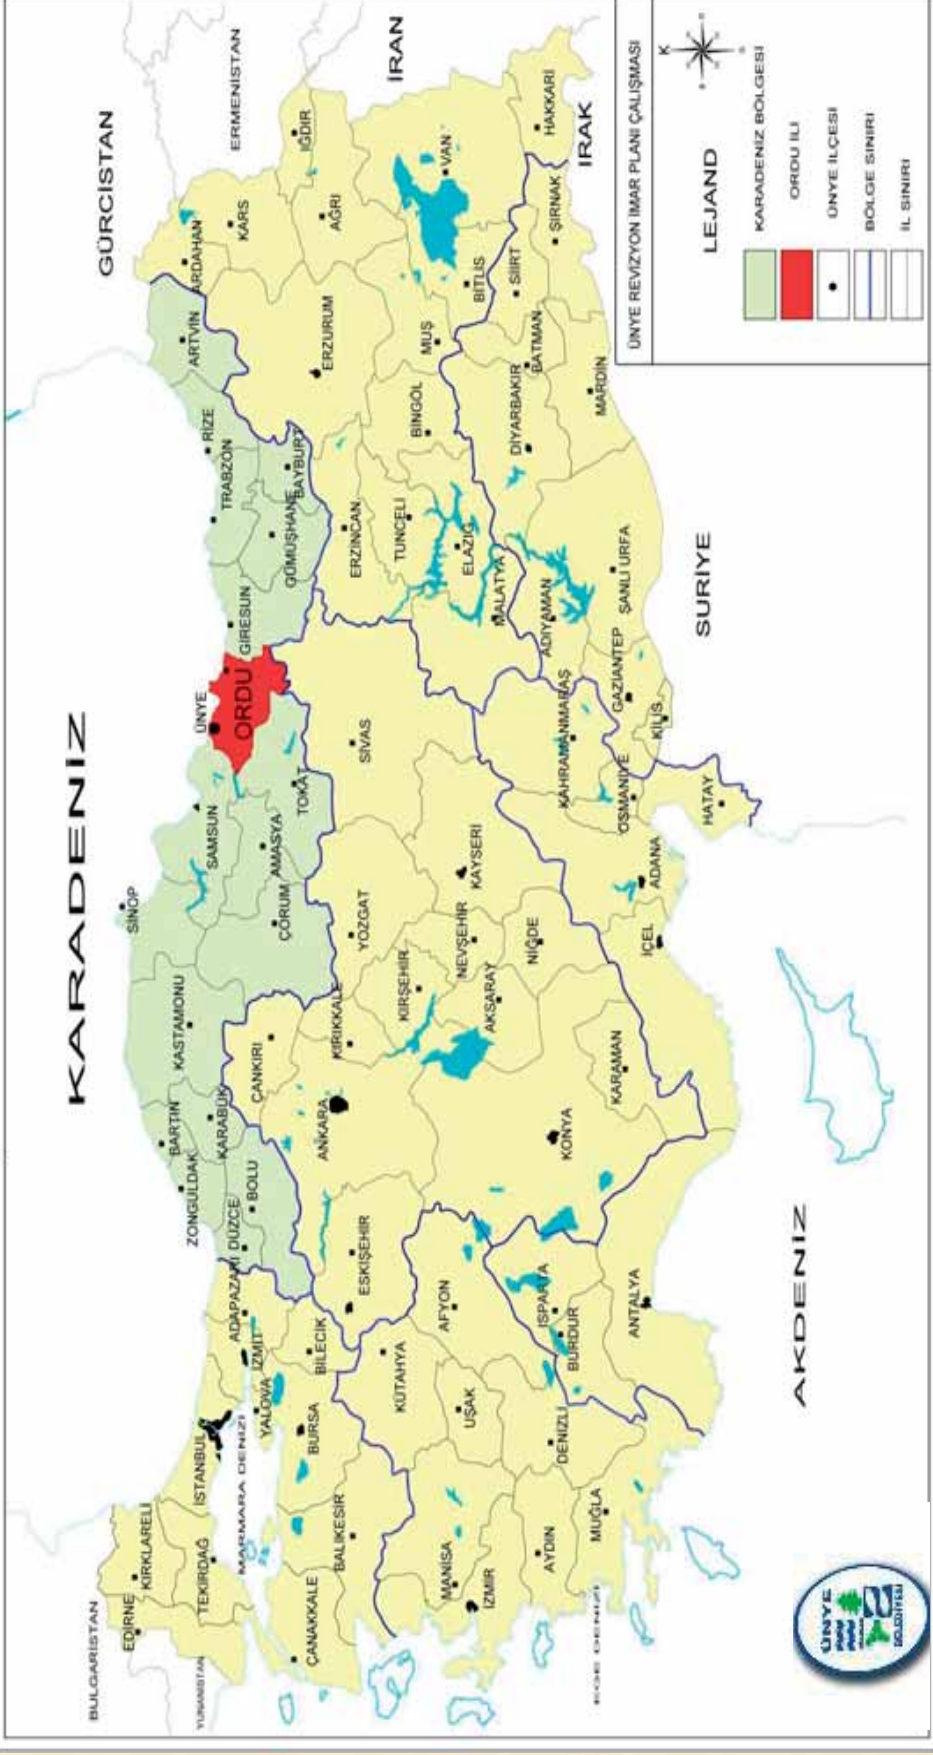 KARADENİZ
GÜRCİSTAN
ERMENİSTAN
İRAN
IRAK
SURİYE
AKDENİZ
EGE DENİZİ
MARMARA DENİZİ
BULGARİSTAN
YUNANİSTAN
EDİRNE
KIRKLARELİ
TEKİRDAĞ
İSTANBUL
ÇANAKKALE
BALIKESİR
BURSA
YALOVA
İZMİT
ADAPAZARI
BİLECİK
DÜZCE
BOLU
ZONGULDAK
BARTIN
KARABÜK
KASTAMONU
SİNOP
SAMSUN
ÇORUM
AMASYA
TOKAT
ÜNYE
ORDU
GİRESUN
GÜMÜŞHANE
TRABZON
BAYBURT
RİZE
ARTVİN
ARDAHAN
KARS
IĞDIR
AĞRI
ERZURUM
ERZİNCAN
TUNCELİ
BİNGÖL
MUŞ
BİTLİS
VAN
HAKKARİ
ŞIRNAK
SİİRT
BATMAN
DİYARBAKIR
MARDİN
ELAZIĞ
MALATYA
ADIYAMAN
ŞANLI URFA
GAZİANTEP
KİLİS
KAHRAMANMARAŞ
OSMANİYE
HATAY
ADANA
İÇEL
SİVAS
KAYSERİ
YOZGAT
NEVŞEHİR
NİĞDE
KIRŞEHİR
AKSARAY
KIRIKKALE
ÇANKIRI
ANKARA
KONYA
KARAMAN
ESKİŞEHİR
AFYON
KÜTAHYA
UŞAK
ISPARTA
BURDUR
ANTALYA
DENİZLİ
MUĞLA
AYDIN
MANİSA
İZMİR
ÜNYE REVİZYON İMAR PLANI ÇALIŞMASI
LEJAND
K
KARADENİZ BÖLGESİ
ORDU İLİ
ÜNYE İLÇESİ
BÖLGE SINIRI
İL SINIRI
ÜNYE
BELEDİYESİ